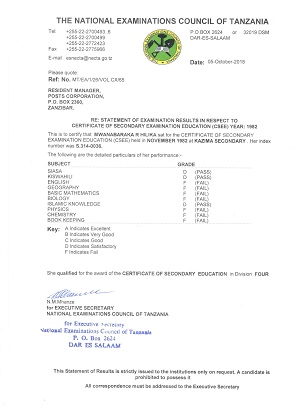 THE NATIONAL EXAMINATIONS COUNCIL OF TANZANIA
Tel: +255-22-2700493..6
+255-22-2700499
+255-22-2772423
Fax: +255-22-2775966
E.mail: esnecta@necta.go.tz
P.O BOX 2624 or 32019 DSM
DAR-ES-SALAAM
Date: 05-October-2018
Please quote:
Ref: No.
RESIDENT MANAGER,
POSTS CORPORATION,
P.O. BOX 2300,
ZANZIBAR.
RE: STATEMENT OF EXAMINATION RESULTS IN RESPECT TO
CERTIFICATE OF SECONDARY EXAMINATION EDUCATION (CSEE) YEAR: 1982
This is to certify that MWANABARAKA R HILIKA sat for the CERTIFICATE OF SECONDARY
EXAMINATION EDUCATION (CSEE) held in NOVEMBER 1982 at KAZIMA SECONDARY. Her index
number was S.314-0036.
The following are the detailed particulars of her performance:-
SUBJECT GRADE
SIASA D (PASS)
KISWAHILI D (PASS)
ENGLISH F (FAIL)
GEOGRAPHY F (FAIL)
BASIC MATHEMATICS F (FAIL)
BIOLOGY F (FAIL)
ISLAMIC KNOWLEDGE D (PASS)
PHYSICS F (FAIL)
CHEMISTRY F (FAIL)
BOOK KEEPING F (FAIL)
Key: A Indicates Excellent
B Indicates Very Good
C Indicates Good
D Indicates Satisfactory
F Indicates Fail
She qualified for the award of the CERTIFICATE OF SECONDARY EDUCATION in Division FOUR
N.M.Mhanze
for EXECUTIVE SECRETARY
NATIONAL EXAMINATIONS COUNCIL OF TANZANIA
for Executive Secretary
National Examinations Council of Tanzania
P. O. Box 2624
DAR ES SALAAM
This Statement of Results is strictly issued to the institutions only on request. A candidate is
prohibited to possess it
All correspondence must be addressed to the Executive Secretary